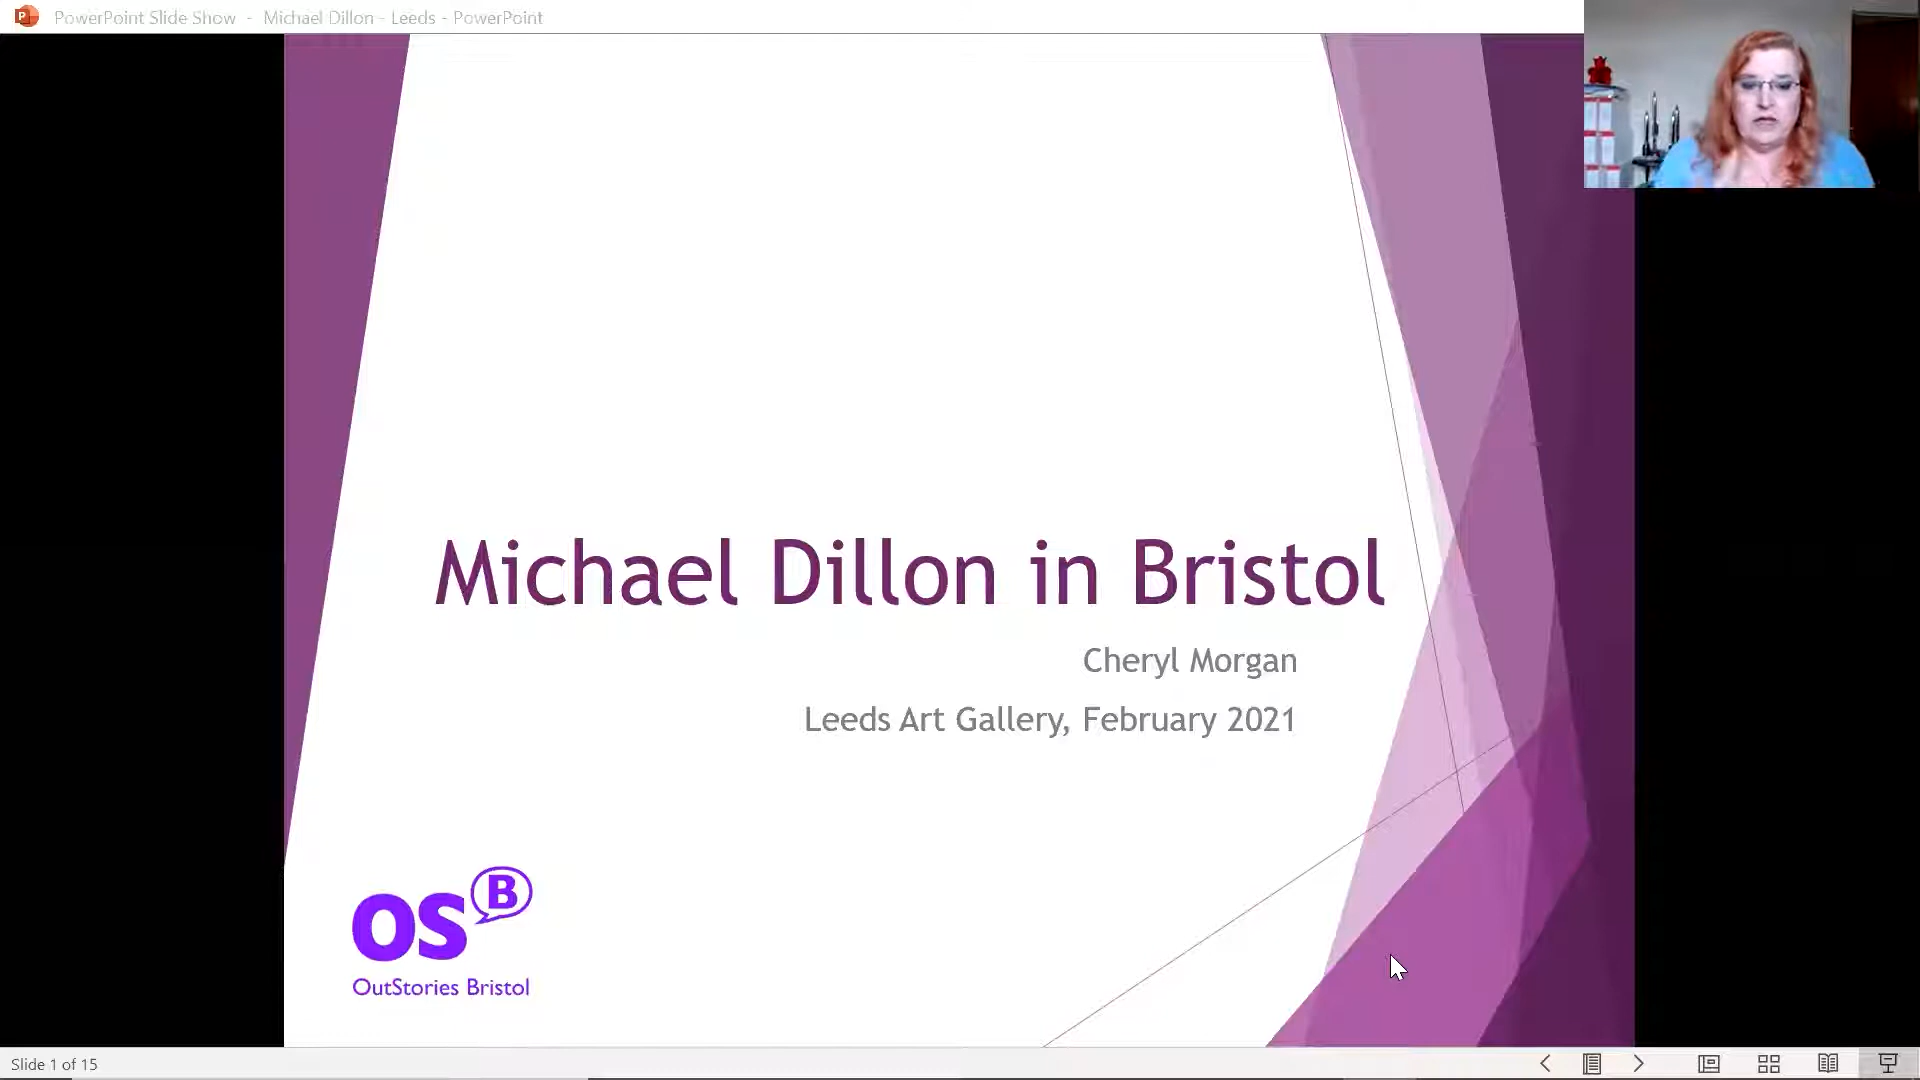 PowerPoint Slide Show - Michael Dillon - Leeds - PowerPoint
Michael Dillon in Bristol
Cheryl Morgan
Leeds Art Gallery, February 2021
OS B
OutStories Bristol
Slide 1 of 15